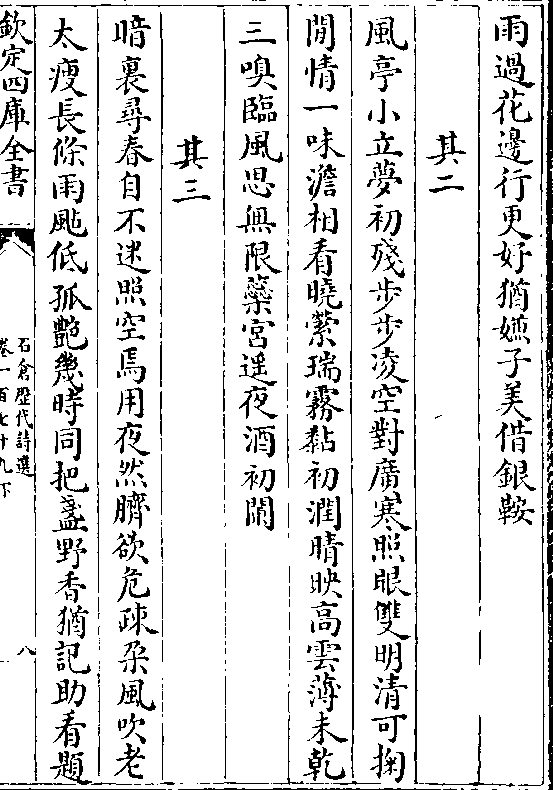 雨過花邊行更好猶嫵子美借銀鞍
其二
風亭小立夢初殘步步凌空對廣寒照眼雙明清可掬
閒情一味澹相看曉縈瑞霧黏初潤晴映高雲薄未乾
三嗅臨風思無限蘂宫遥夜酒初闌
其三
暗裏尋春自不迷照空焉用夜然臍欲危疎朶風吹老
太瘦長條雨颭低孤艶幾時同把盞野香猶記助看題
欽定四庫全書
石倉歷代詩選
卷一百七十九下
八